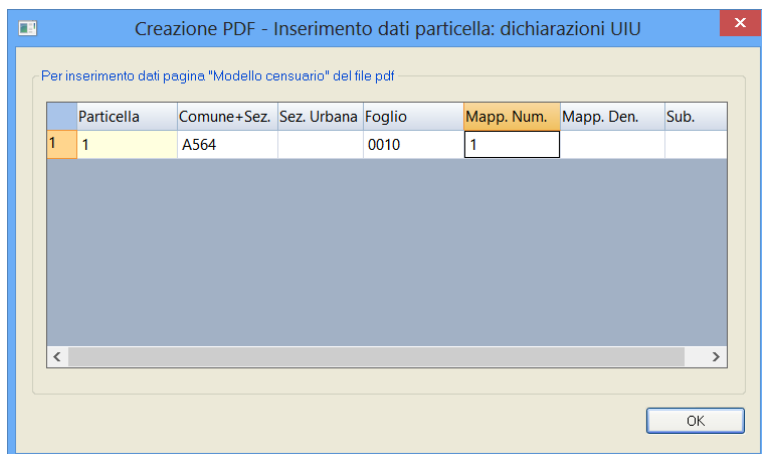 Creazione PDF - Inserimento dati particella: dichiarazioni UIU
Per inserimento dati pagina "Modello censuario" del file pdf
Particella Comune+Sez. Sez. Urbana Foglio Mapp. Num. Mapp. Den. Sub.
1 1 A564 0010 1
OK